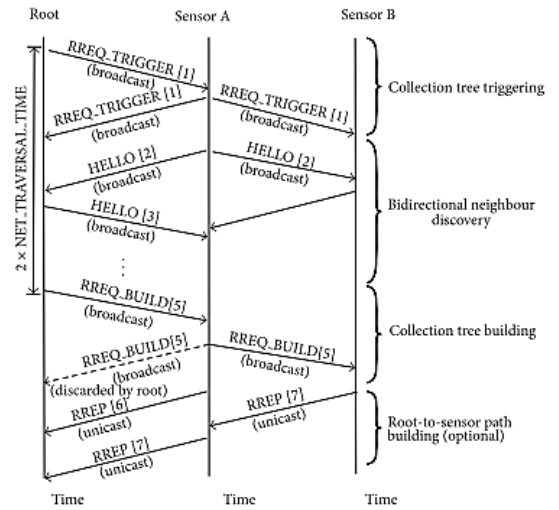 Root
Sensor A
Sensor B
RREQ_TRIGGER [1]
(broadcast)
RREQ_TRIGGER [1]
(broadcast)
RREQ_TRIGGER [1]
(broadcast)
Collection tree triggering
2 × NET_TRAVERSAL_TIME
HELLO [2]
(broadcast)
HELLO [2]
(broadcast)
HELLO [3]
(broadcast)
Bidirectional neighbour
discovery
⋮
RREQ_BUILD[5]
(broadcast)
RREQ_BUILD[5]
(broadcast)
(discarded by root)
RREQ_BUILD[5]
(broadcast)
Collection tree building
RREP [6]
(unicast)
RREP [7]
(unicast)
RREP [7]
(unicast)
Root-to-sensor path
building (optional)
Time
Time
Time